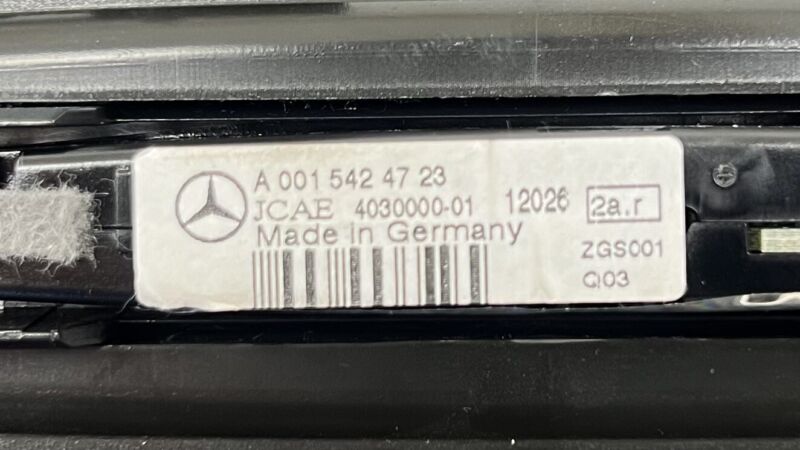 A 001 542 47 23
JCAE 4030000-01 12026 2a.r
Made in Germany
ZGS001
Q03